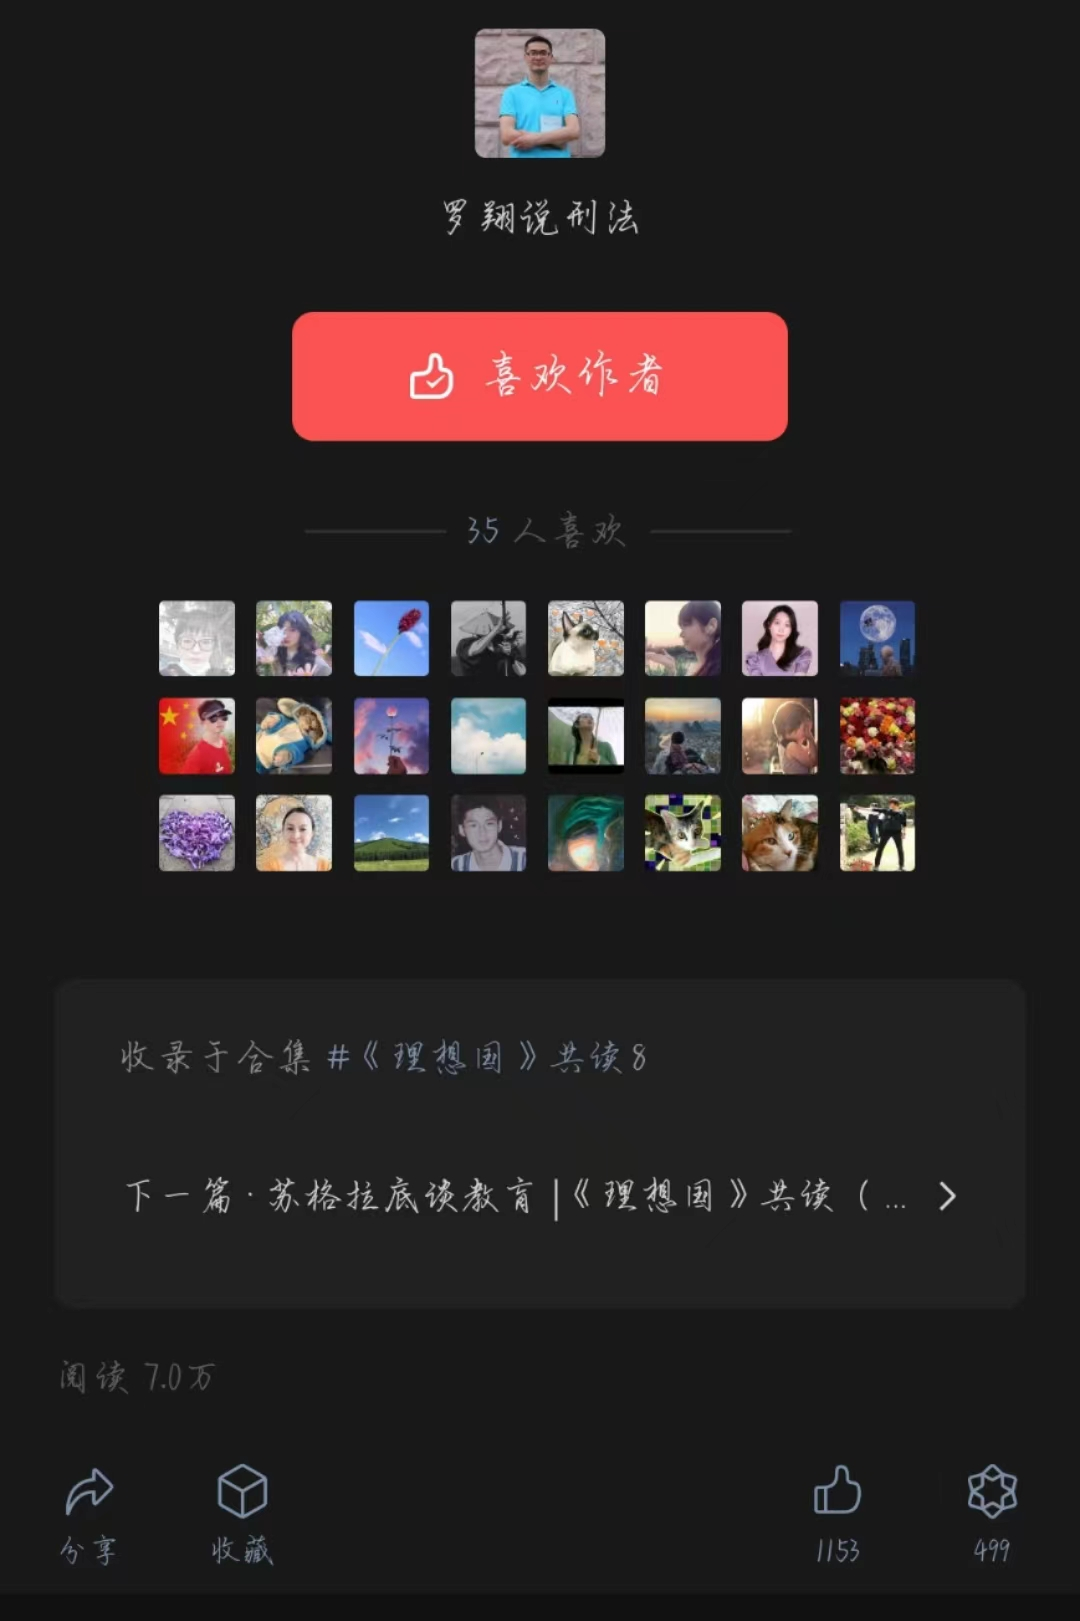 罗翔说刑法
喜欢作者
35 人喜欢
收录于合集 #《理想国》共读 8
下一篇 · 苏格拉底谈教育 |《理想国》共读（ ...
阅读 7.0万
分享
收藏
1153
499